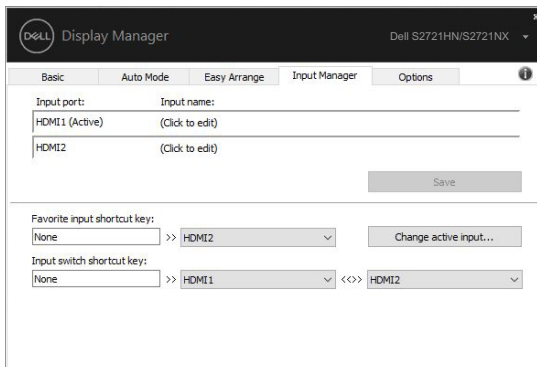 DELL Display Manager Dell S2721HN/S2721NX
Basic Auto Mode Easy Arrange Input Manager Options
Input port: Input name:
HDMI1 (Active) (Click to edit)
HDMI2 (Click to edit)
Save
Favorite input shortcut key:
None >> HDMI2 Change active input...
Input switch shortcut key:
None >> HDMI1 <<>> HDMI2